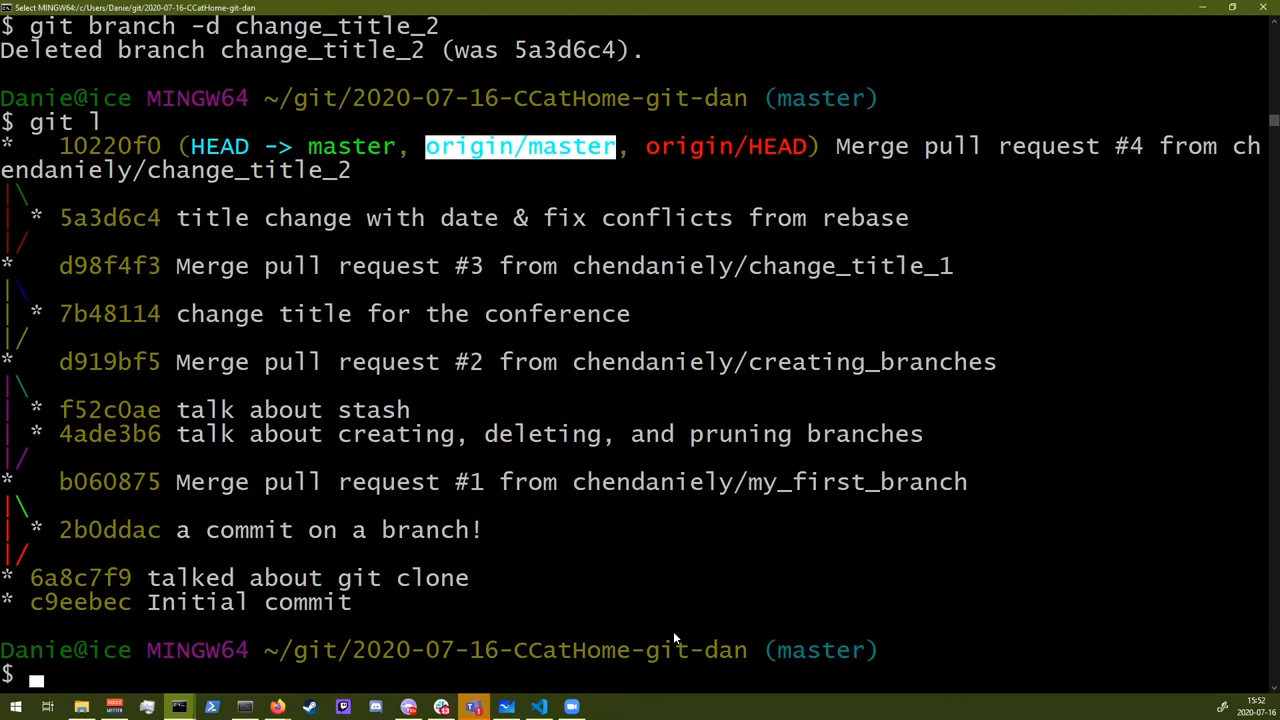 Select MINGW64:/c/Users/Danie/git/2020-07-16-CCatHome-git-dan
$ git branch -d change_title_2
Deleted branch change_title_2 (was 5a3d6c4).
Danie@ice MINGW64 ~/git/2020-07-16-CCatHome-git-dan (master)
$ git l
*   10220f0 (HEAD -> master, origin/master, origin/HEAD) Merge pull request #4 from ch
endaniely/change_title_2
|\
| * 5a3d6c4 title change with date & fix conflicts from rebase
|/
*   d98f4f3 Merge pull request #3 from chendaniely/change_title_1
|\
| * 7b48114 change title for the conference
|/
*   d919bf5 Merge pull request #2 from chendaniely/creating_branches
|\
| * f52c0ae talk about stash
| * 4ade3b6 talk about creating, deleting, and pruning branches
|/
*   b060875 Merge pull request #1 from chendaniely/my_first_branch
|\
| * 2b0ddac a commit on a branch!
|/
* 6a8c7f9 talked about git clone
* c9eebec Initial commit
Danie@ice MINGW64 ~/git/2020-07-16-CCatHome-git-dan (master)
$
15:52
2020-07-16